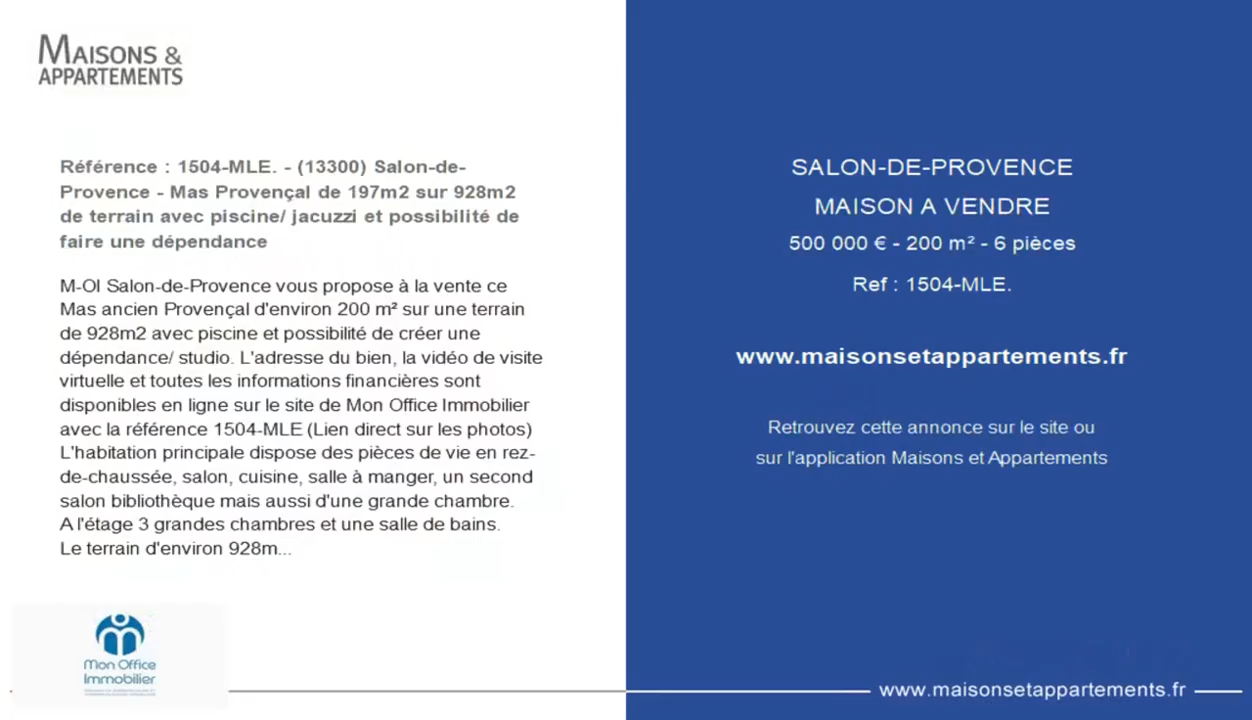 MAISONS &
APPARTEMENTS
Référence : 1504-MLE. - (13300) Salon-de-
Provence - Mas Provençal de 197m2 sur 928m2
de terrain avec piscine/ jacuzzi et possibilité de
faire une dépendance
M-OI Salon-de-Provence vous propose à la vente ce
Mas ancien Provençal d'environ 200 m² sur une terrain
de 928m2 avec piscine et possibilité de créer une
dépendance/ studio. L'adresse du bien, la vidéo de visite
virtuelle et toutes les informations financières sont
disponibles en ligne sur le site de Mon Office Immobilier
avec la référence 1504-MLE (Lien direct sur les photos)
L'habitation principale dispose des pièces de vie en rez-
de-chaussée, salon, cuisine, salle à manger, un second
salon bibliothèque mais aussi d'une grande chambre.
A l'étage 3 grandes chambres et une salle de bains.
Le terrain d'environ 928m...
Mon Office
Immobilier
SALON-DE-PROVENCE
MAISON A VENDRE
500 000 € - 200 m² - 6 pièces
Ref : 1504-MLE.
www.maisonsetappartements.fr
Retrouvez cette annonce sur le site ou
sur l'application Maisons et Appartements
www.maisonsetappartements.fr